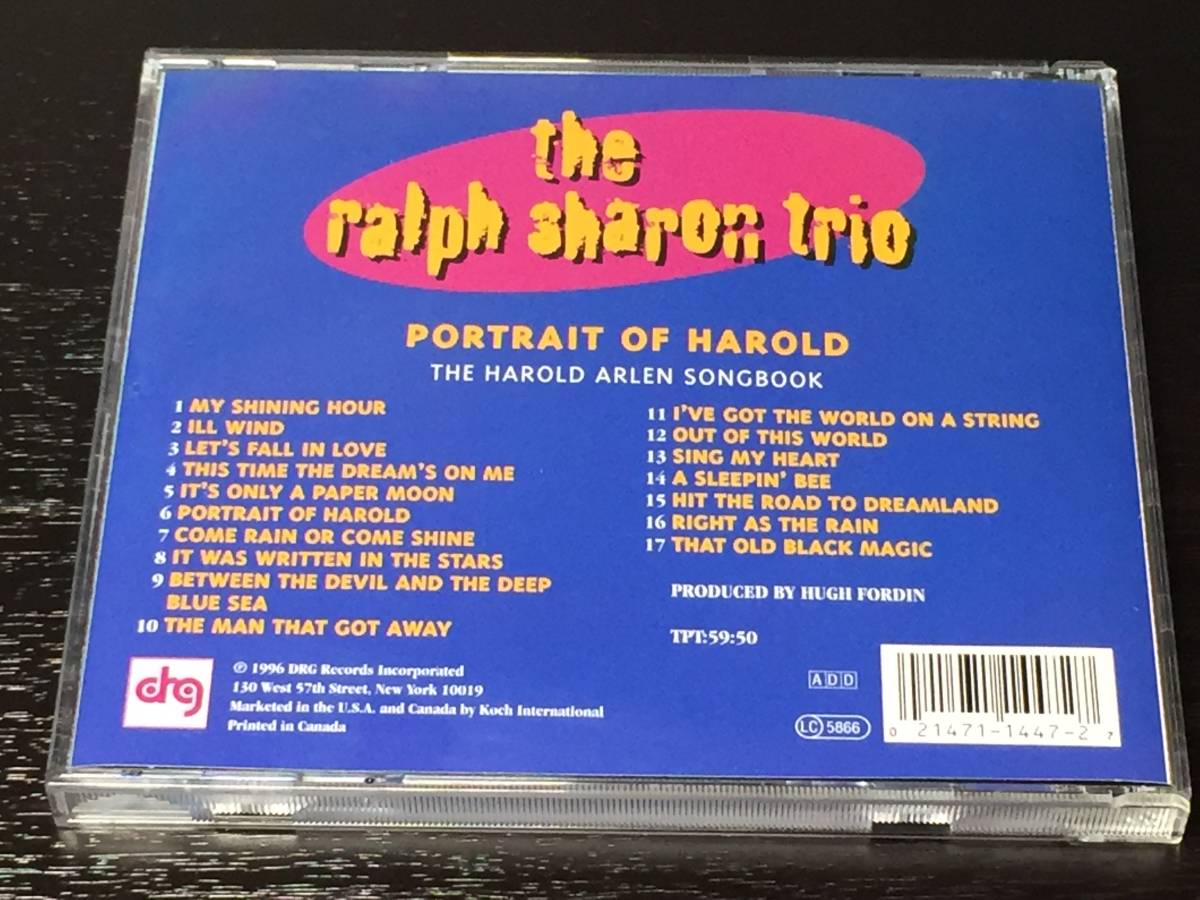 the
ralph sharon trio
PORTRAIT OF HAROLD
THE HAROLD ARLEN SONGBOOK
1 MY SHINING HOUR
2 ILL WIND
3 LET'S FALL IN LOVE
4 THIS TIME THE DREAM'S ON ME
5 IT'S ONLY A PAPER MOON
6 PORTRAIT OF HAROLD
7 COME RAIN OR COME SHINE
8 IT WAS WRITTEN IN THE STARS
9 BETWEEN THE DEVIL AND THE DEEP
BLUE SEA
10 THE MAN THAT GOT AWAY
11 I'VE GOT THE WORLD ON A STRING
12 OUT OF THIS WORLD
13 SING MY HEART
14 A SLEEPIN' BEE
15 HIT THE ROAD TO DREAMLAND
16 RIGHT AS THE RAIN
17 THAT OLD BLACK MAGIC
PRODUCED BY HUGH FORDIN
TPT:59:50
drg
℗ 1996 DRG Records Incorporated
130 West 57th Street, New York 10019
Marketed in the U.S.A. and Canada by Koch International
Printed in Canada
ADD
LC 5866
0 21471-1447-2 7